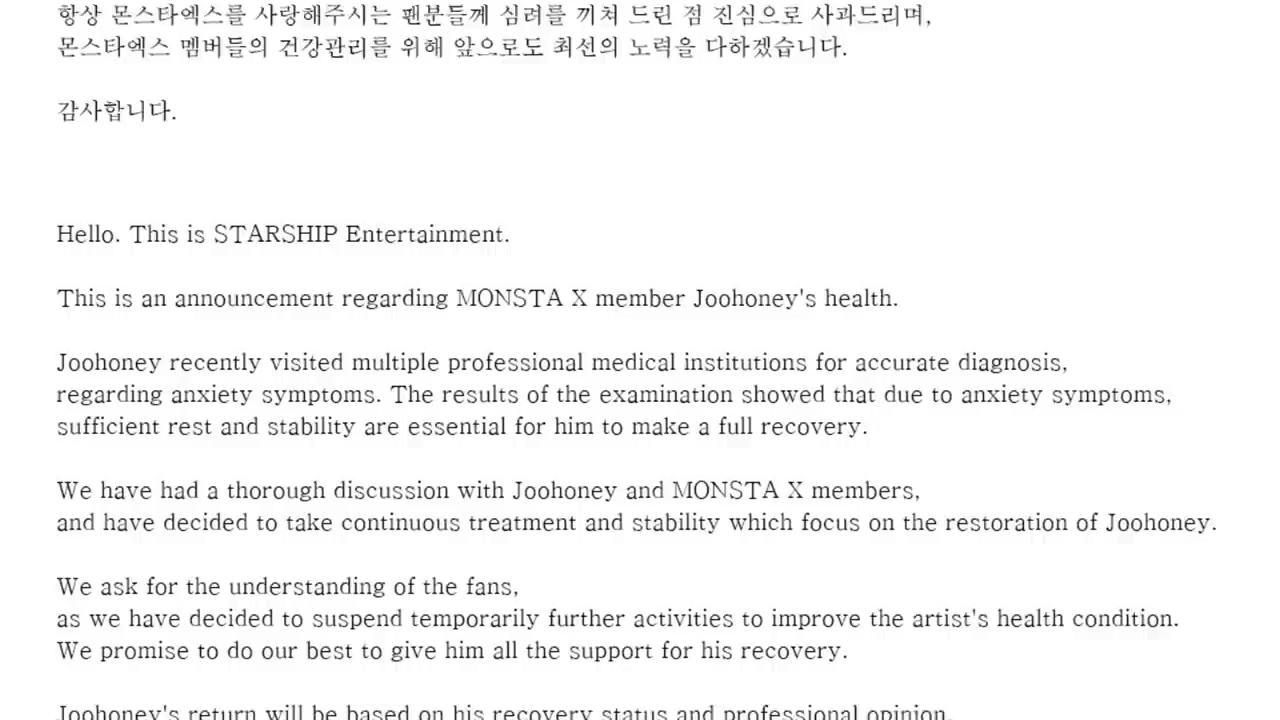 항상 몬스타엑스를 사랑해주시는 팬분들께 심려를 끼쳐 드린 점 진심으로 사과드리며,
몬스타엑스 멤버들의 건강관리를 위해 앞으로도 최선의 노력을 다하겠습니다.
감사합니다.
Hello. This is STARSHIP Entertainment.
This is an announcement regarding MONSTA X member Joohoney's health.
Joohoney recently visited multiple professional medical institutions for accurate diagnosis,
regarding anxiety symptoms. The results of the examination showed that due to anxiety symptoms,
sufficient rest and stability are essential for him to make a full recovery.
We have had a thorough discussion with Joohoney and MONSTA X members,
and have decided to take continuous treatment and stability which focus on the restoration of Joohoney.
We ask for the understanding of the fans,
as we have decided to suspend temporarily further activities to improve the artist's health condition.
We promise to do our best to give him all the support for his recovery.
Joohoney's return will be based on his recovery status and professional opinion.